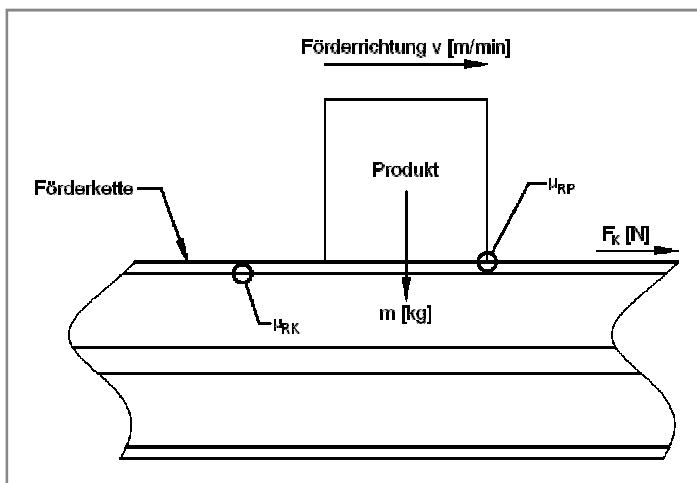 Förderrichtung v [m/min]
Produkt
Förderkette
μRP
FK [N]
m [kg]
μRK